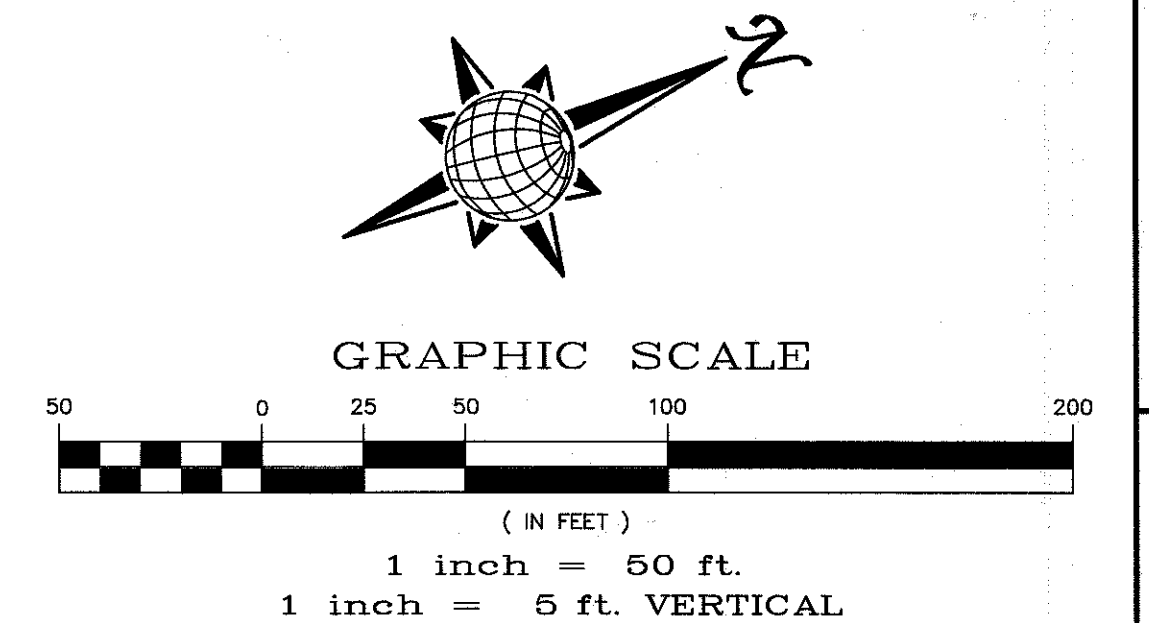 N
GRAPHIC SCALE
50 0 25 50 100 200
( IN FEET )
1 inch = 50 ft.
1 inch = 5 ft. VERTICAL